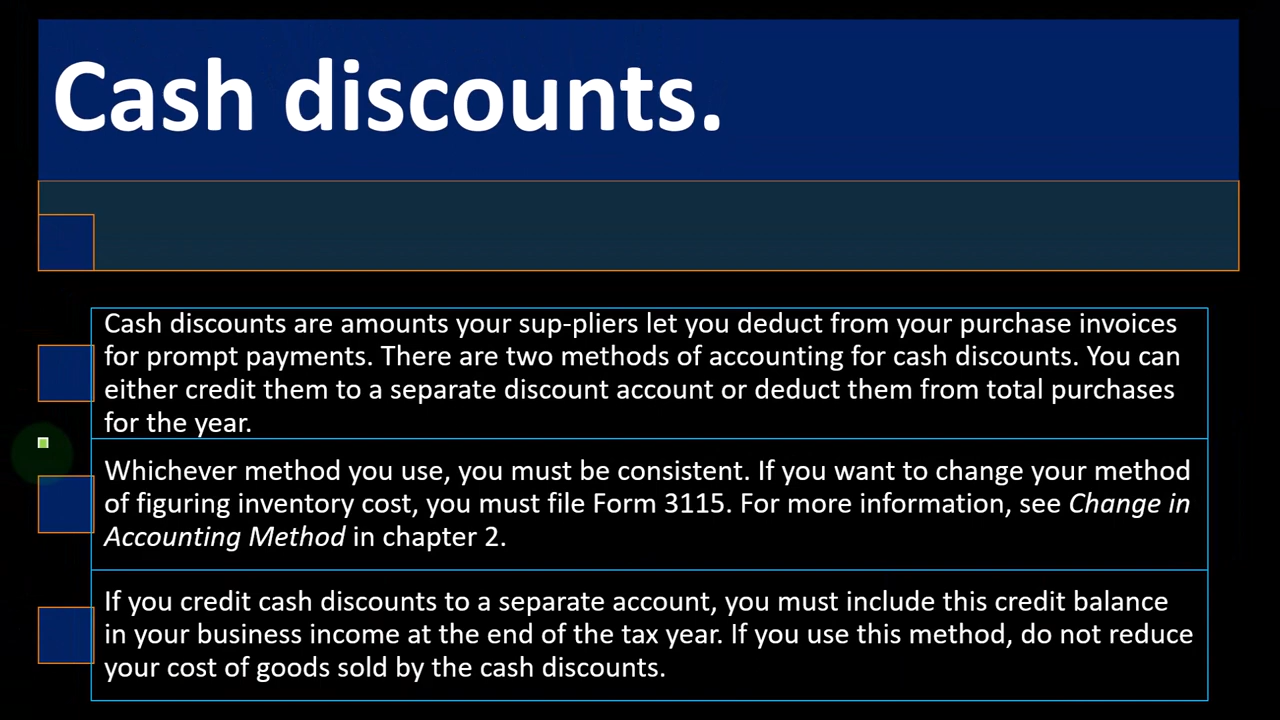 Cash discounts.
Cash discounts are amounts your sup-pliers let you deduct from your purchase invoices
for prompt payments. There are two methods of accounting for cash discounts. You can
either credit them to a separate discount account or deduct them from total purchases
for the year.
Whichever method you use, you must be consistent. If you want to change your method
of figuring inventory cost, you must file Form 3115. For more information, see Change in
Accounting Method in chapter 2.
If you credit cash discounts to a separate account, you must include this credit balance
in your business income at the end of the tax year. If you use this method, do not reduce
your cost of goods sold by the cash discounts.